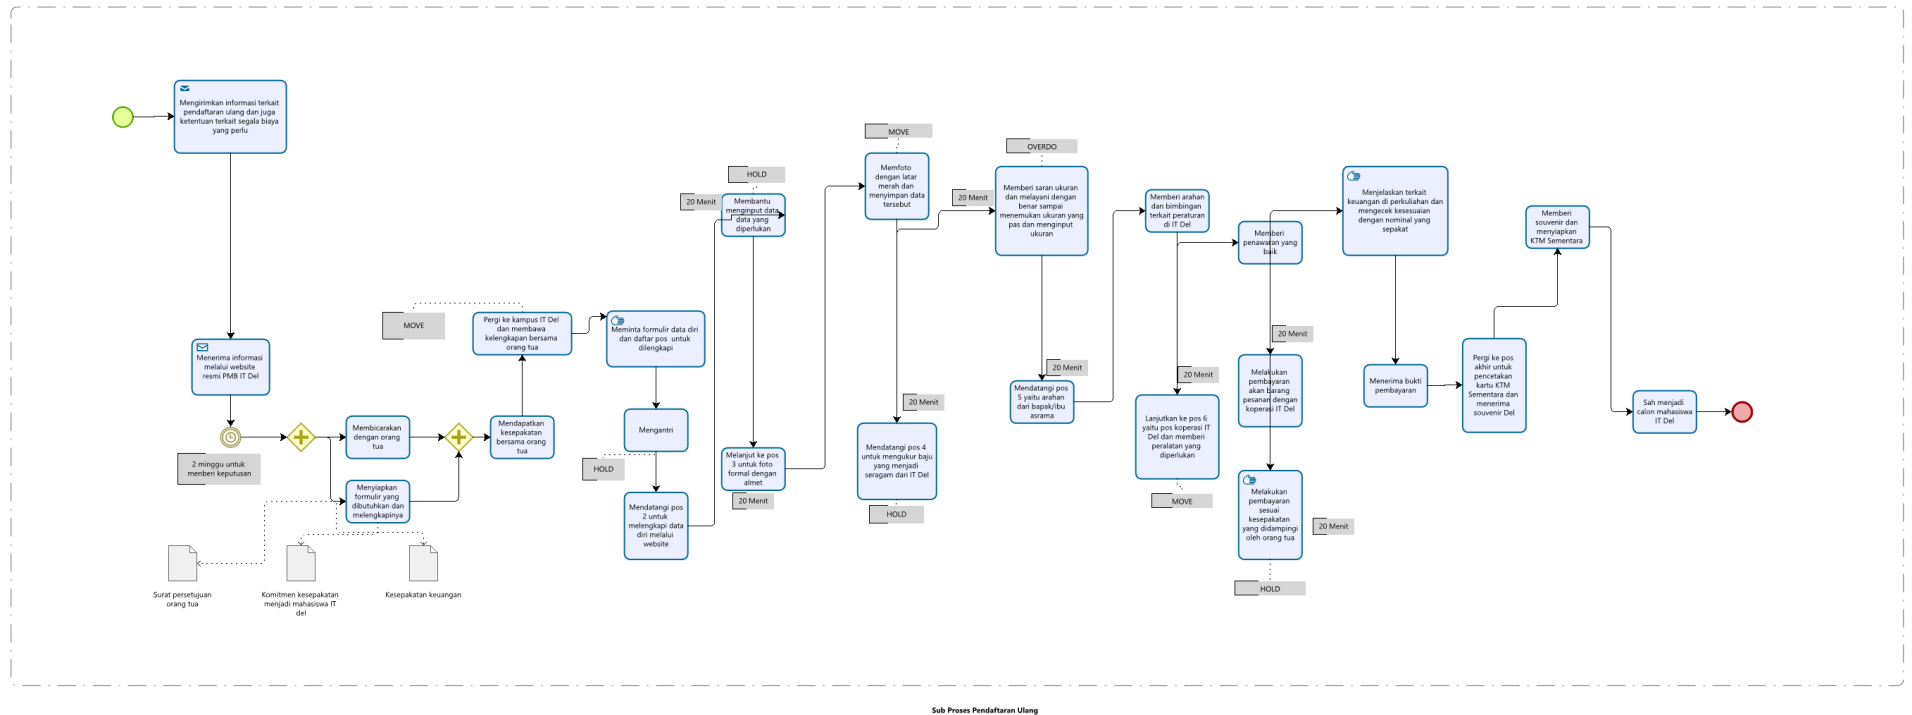 Mengirimkan informasi terkait
pendaftaran ulang dan juga
ketentuan terkait segala biaya
yang perlu
Menerima informasi
melalui website
resmi PMB IT Del
2 minggu untuk
menberi keputusan
Membicarakan
dengan orang
tua
Menyiapkan
formulir yang
dibutuhkan dan
melengkapinya
Surat persetujuan
orang tua
Komitmen kesepakatan
menjadi mahasiswa IT
del
Kesepakatan keuangan
Mendapatkan
kesepakatan
bersama orang
tua
MOVE
Pergi ke kampus IT Del
dan membawa
kelengkapan bersama
orang tua
Meminta formulir data diri
dan daftar pos untuk
dilengkapi
Mengantri
HOLD
Mendatangi pos
2 untuk
melengkapi data
diri melalui
website
HOLD
20 Menit
Membantu
menginput data
data yang
diperlukan
Melanjut ke pos
3 untuk foto
formal dengan
almet
20 Menit
MOVE
Memfoto
dengan latar
merah dan
menyimpan data
tersebut
20 Menit
Mendatangi pos 4
untuk mengukur baju
yang menjadi
seragam dari IT Del
HOLD
OVERDO
20 Menit
Memberi saran ukuran
dan melayani dengan
benar sampai
menemukan ukuran yang
pas dan menginput
ukuran
20 Menit
Mendatangi pos
5 yaitu arahan
dari bapak/ibu
asrama
Memberi arahan
dan bimbingan
terkait peraturan
di IT Del
20 Menit
Lanjutkan ke pos 6
yaitu pos koperasi IT
Del dan memberi
peralatan yang
diperlukan
MOVE
Memberi
penawaran yang
baik
20 Menit
Melakukan
pembayaran
akan barang
pesanan dengan
koperasi IT Del
Melakukan
pembayaran
sesuai
kesepakatan
yang didampingi
oleh orang tua
20 Menit
HOLD
Menjelaskan terkait
keuangan di perkuliahan dan
mengecek kesesuaian
dengan nominal yang
sepakat
Menerima bukti
pembayaran
Pergi ke pos
akhir untuk
pencetakan
kartu KTM
Sementara dan
menerima
souvenir Del
Memberi
souvenir dan
menyiapkan
KTM Sementara
Sah menjadi
calon mahasiswa
IT Del
Sub Proses Pendaftaran Ulang